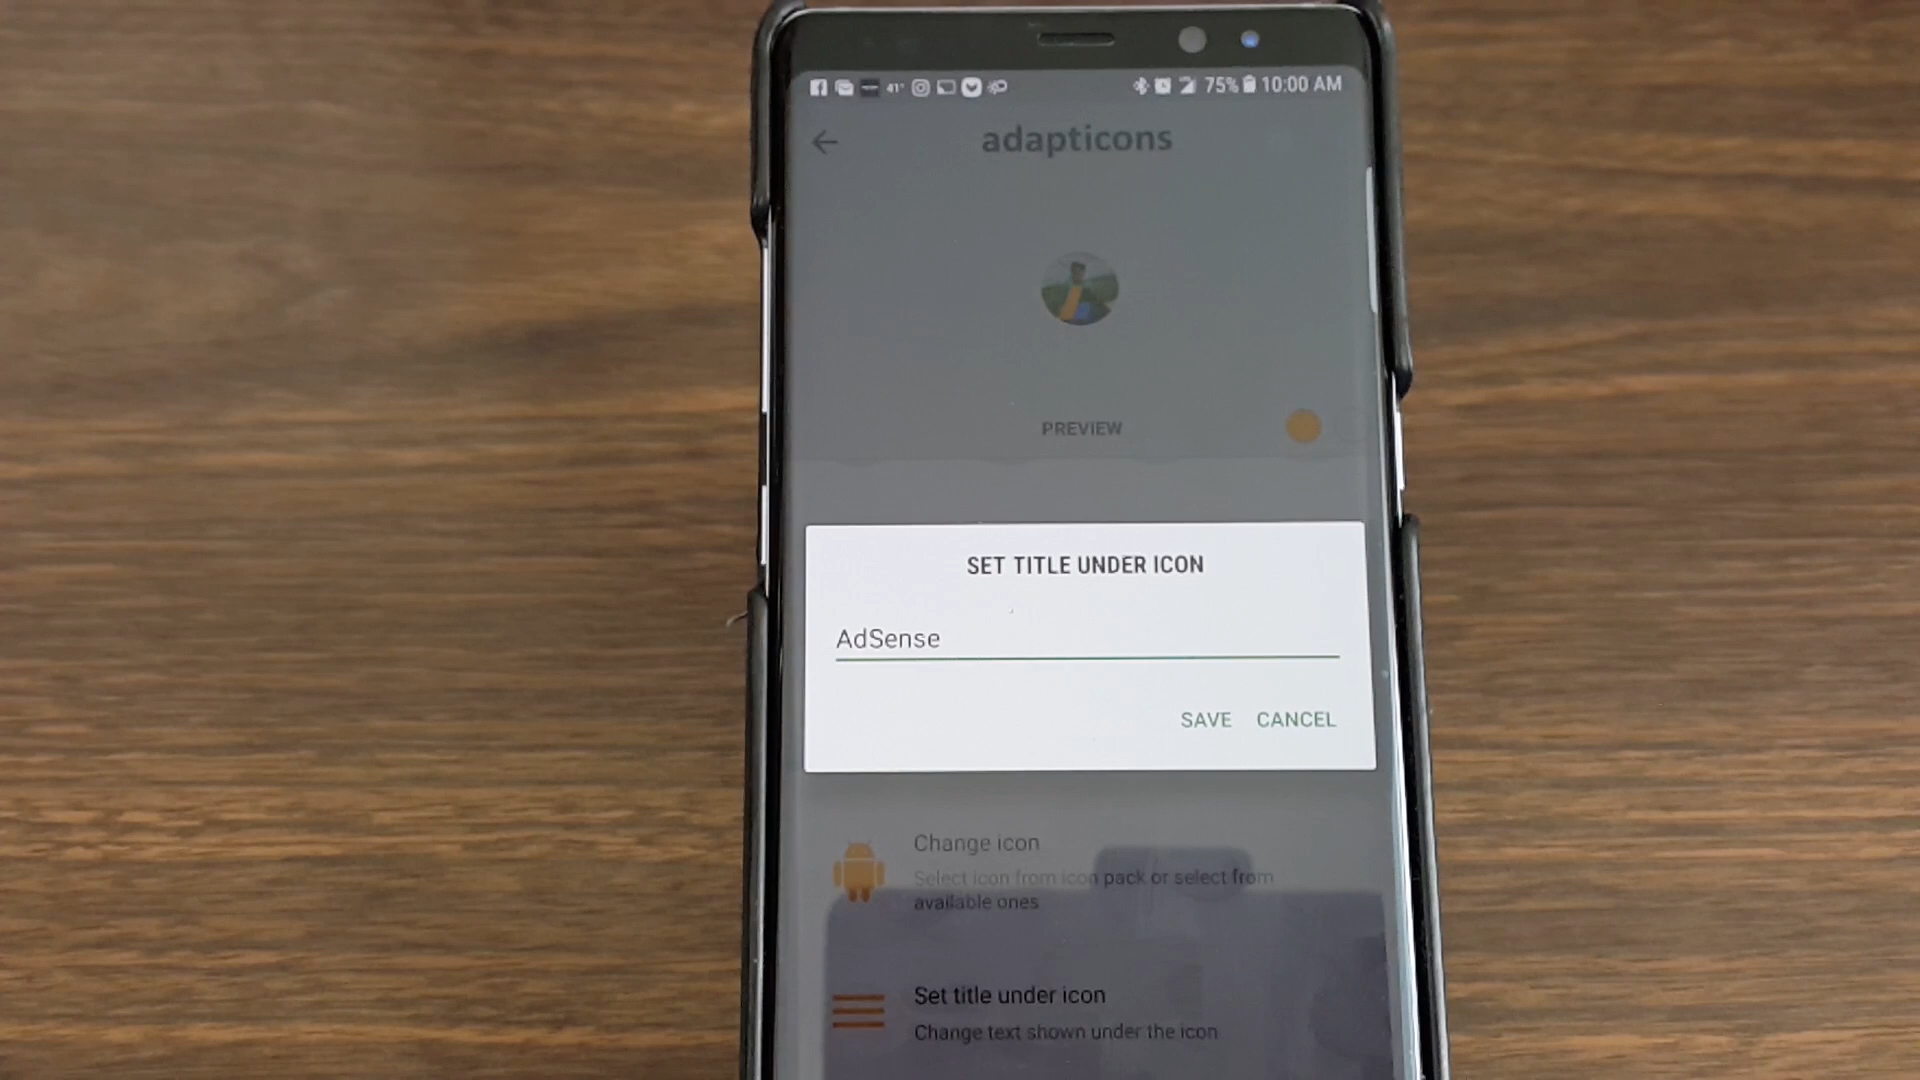 41° 75% 10:00 AM
adapticons
PREVIEW
SET TITLE UNDER ICON
AdSense
SAVE CANCEL
Change icon
Select icon from icon pack or select from
available ones
Set title under icon
Change text shown under the icon